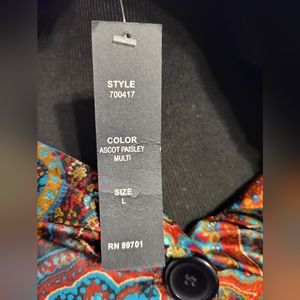 STYLE
700417
COLOR
ASCOT PAISLEY
MULTI
SIZE
L
RN 89701